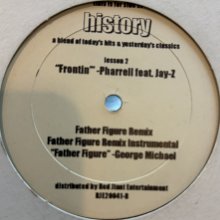 history
a blend of today's hits & yesterday's classics
lesson 2
"Frontin'" -Pharrell feat. Jay-Z
Father Figure Remix
Father Figure Remix Instrumental
"Father Figure" -George Michael
distributed by Red Jiant Entertainment